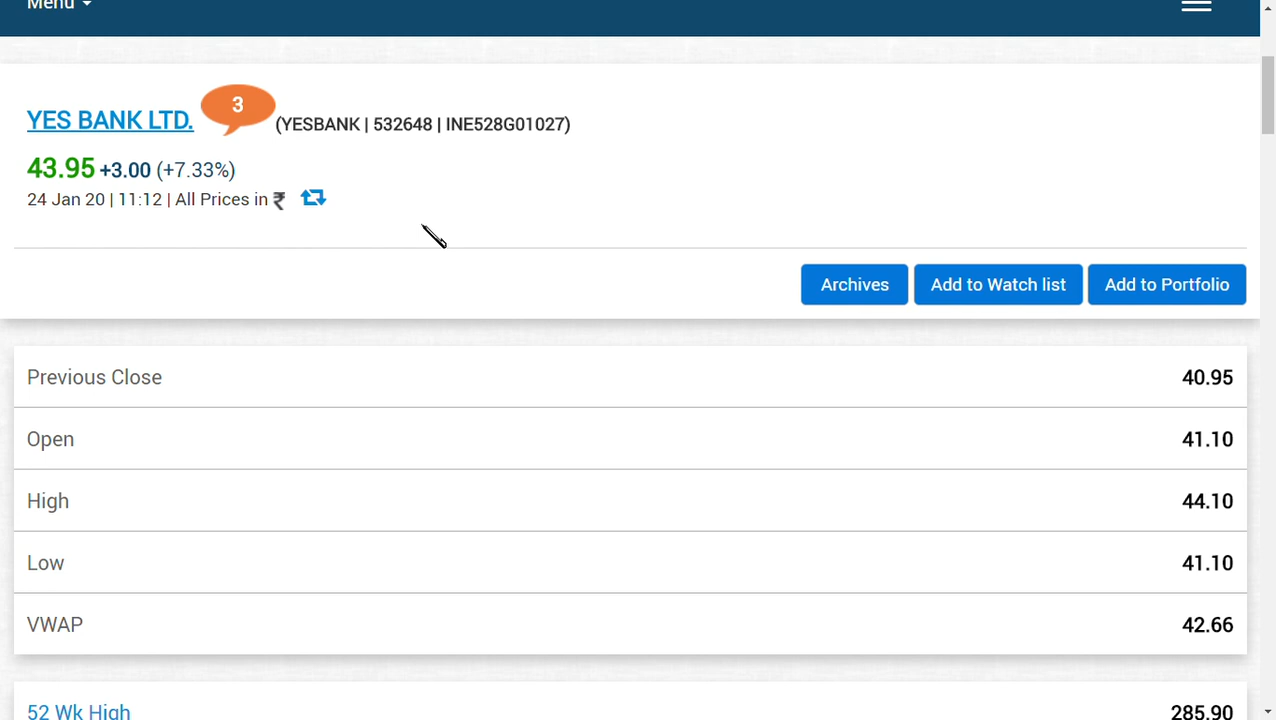 Menu
YES BANK LTD. 3 (YESBANK | 532648 | INE528G01027)
43.95 +3.00 (+7.33%)
24 Jan 20 | 11:12 | All Prices in ₹
Archives Add to Watch list Add to Portfolio
Previous Close 40.95
Open 41.10
High 44.10
Low 41.10
VWAP 42.66
52 Wk High 285.90